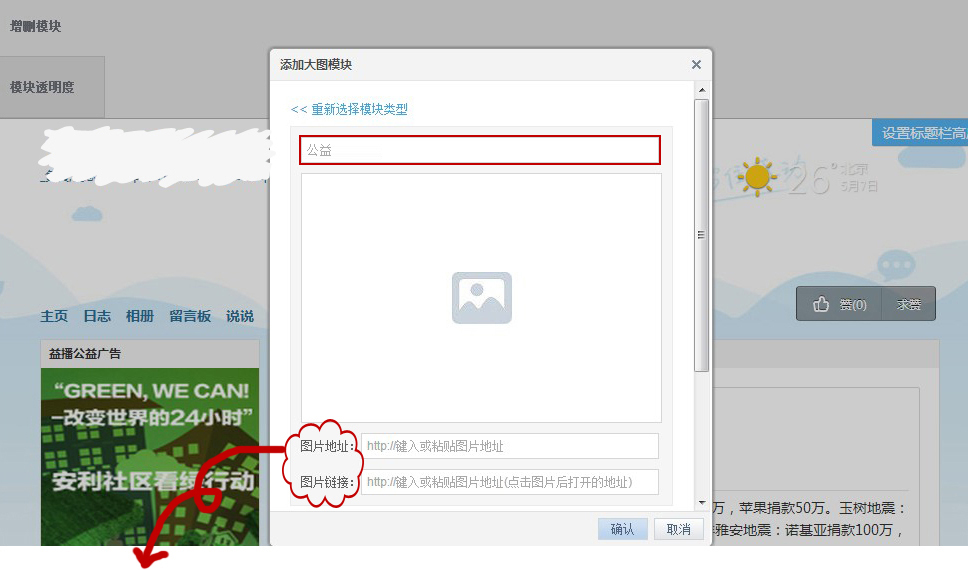 增删模块
模块透明度
添加大图模块
<< 重新选择模块类型
公益
设置标题栏高
26°
北京
5月7日
赞(0)
求赞
主页 日志 相册 留言板 说说
益播公益广告
“GREEN, WE CAN!
–改变世界的24小时”
安利社区看绿行动
图片地址:
http://键入或粘贴图片地址
图片链接:
http://键入或粘贴图片地址(点击图片后打开的地址)
万，苹果捐款50万。玉树地震：
雅安地震：诺基亚捐款100万，
确认
取消